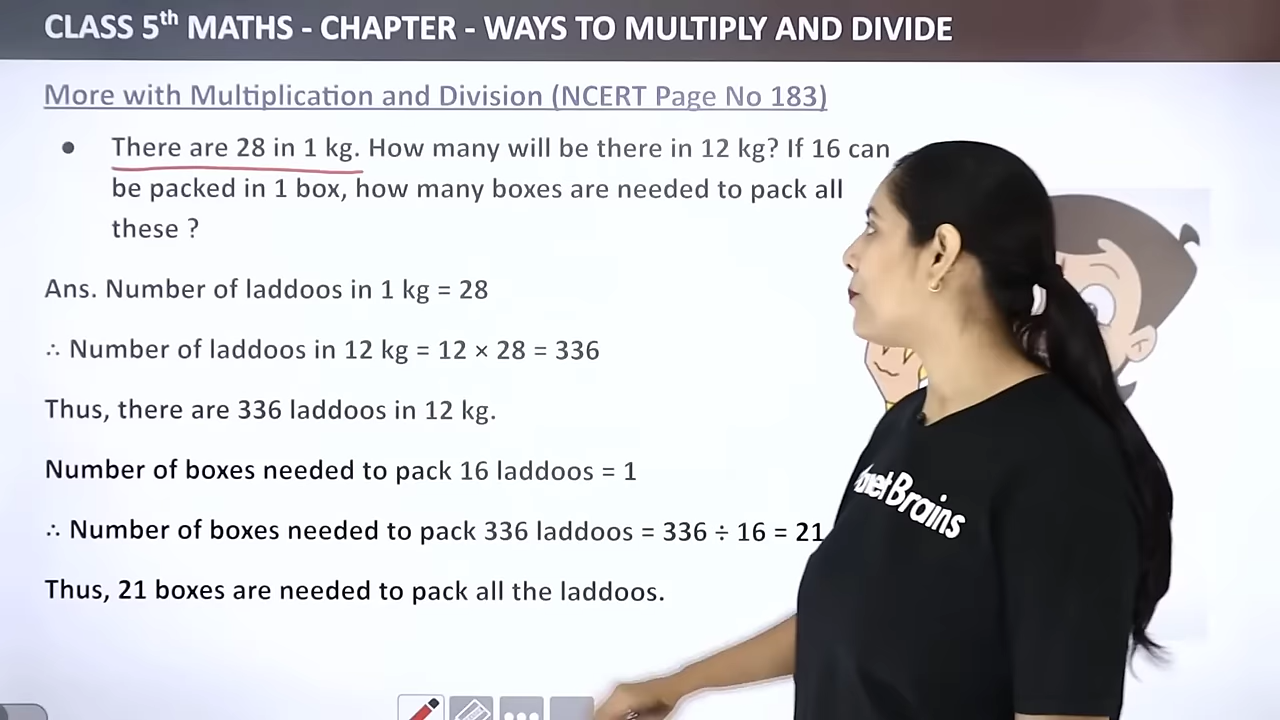 CLASS 5th MATHS - CHAPTER - WAYS TO MULTIPLY AND DIVIDE
More with Multiplication and Division (NCERT Page No 183)
● There are 28 in 1 kg. How many will be there in 12 kg? If 16 can
be packed in 1 box, how many boxes are needed to pack all
these ?
Ans. Number of laddoos in 1 kg = 28
∴ Number of laddoos in 12 kg = 12 × 28 = 336
Thus, there are 336 laddoos in 12 kg.
Number of boxes needed to pack 16 laddoos = 1
∴ Number of boxes needed to pack 336 laddoos = 336 ÷ 16 = 21
Thus, 21 boxes are needed to pack all the laddoos.
Brains